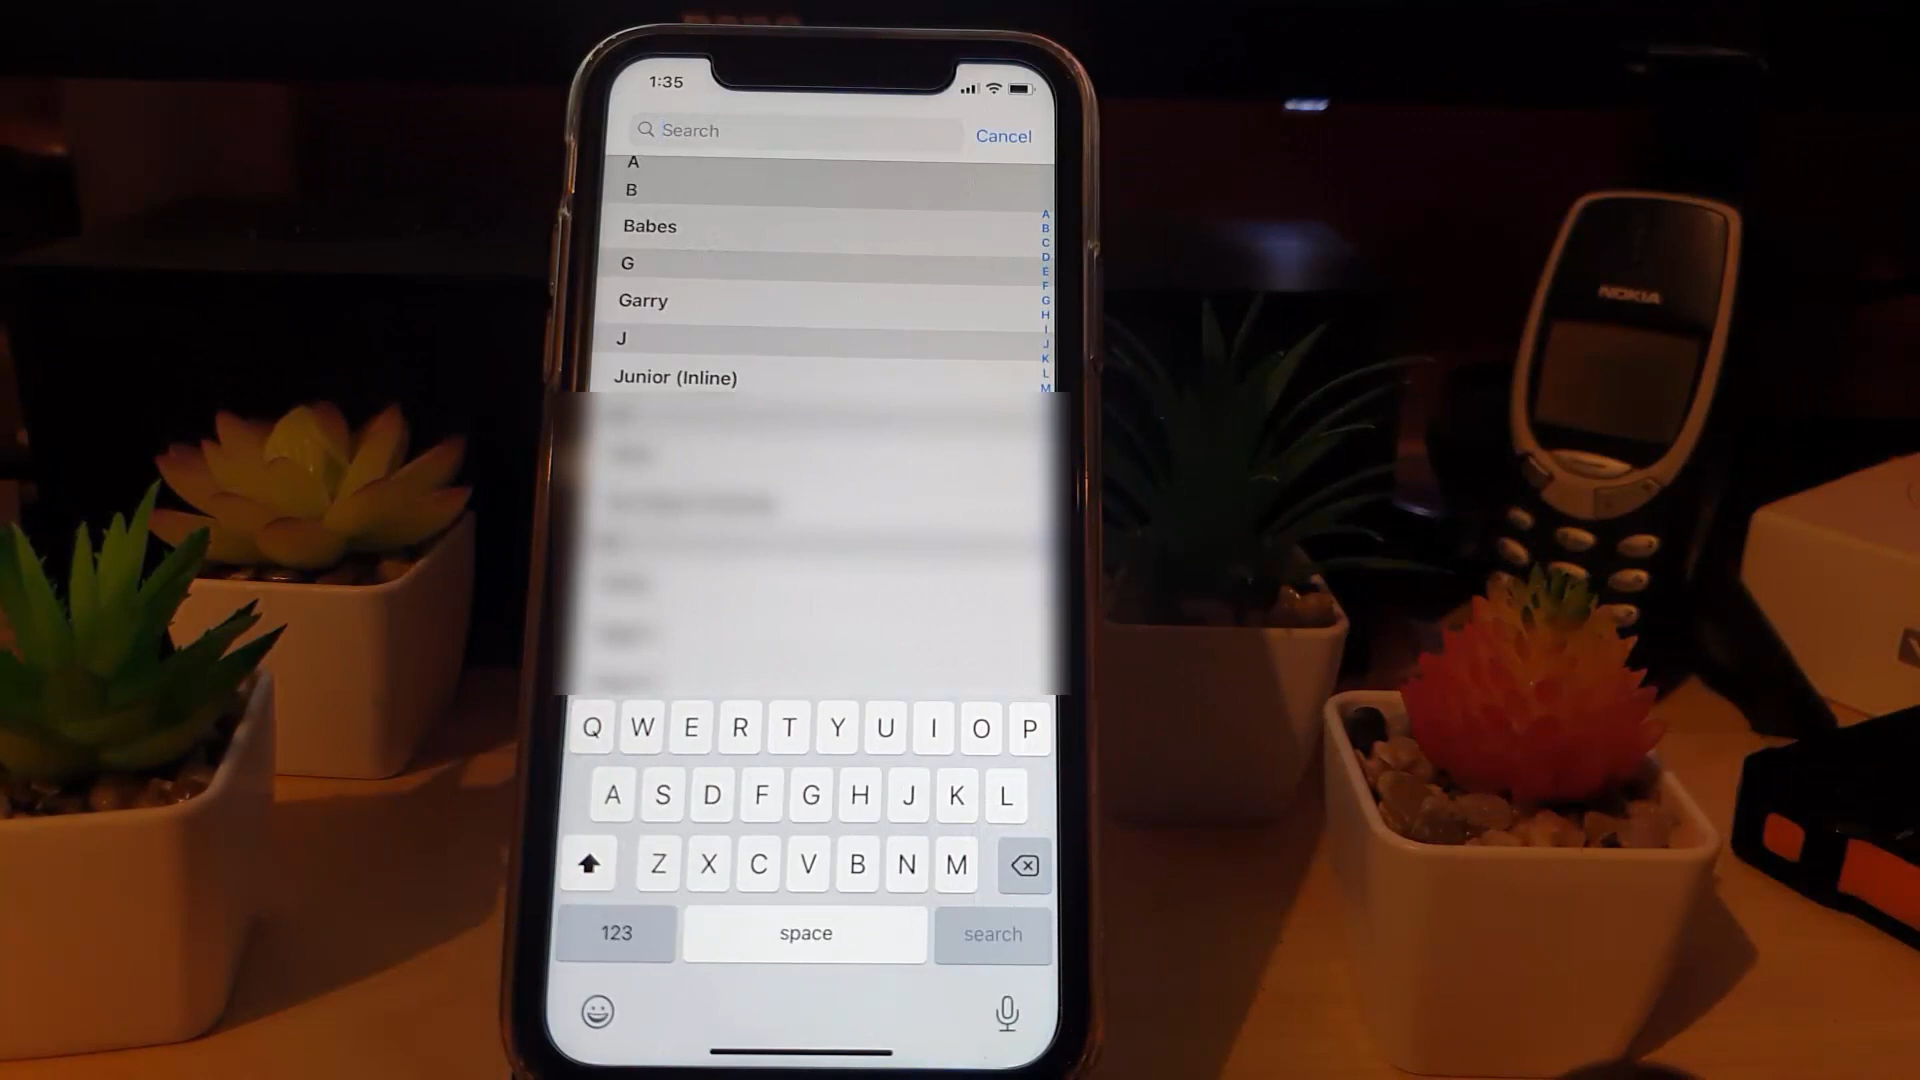 1:35
Search
Cancel
A
B
Babes
G
Garry
J
Junior (Inline)
A
B
C
D
E
F
G
H
I
J
K
L
M
NOKIA
Q W E R T Y U I O P
A S D F G H J K L
Z X C V B N M
123 space search